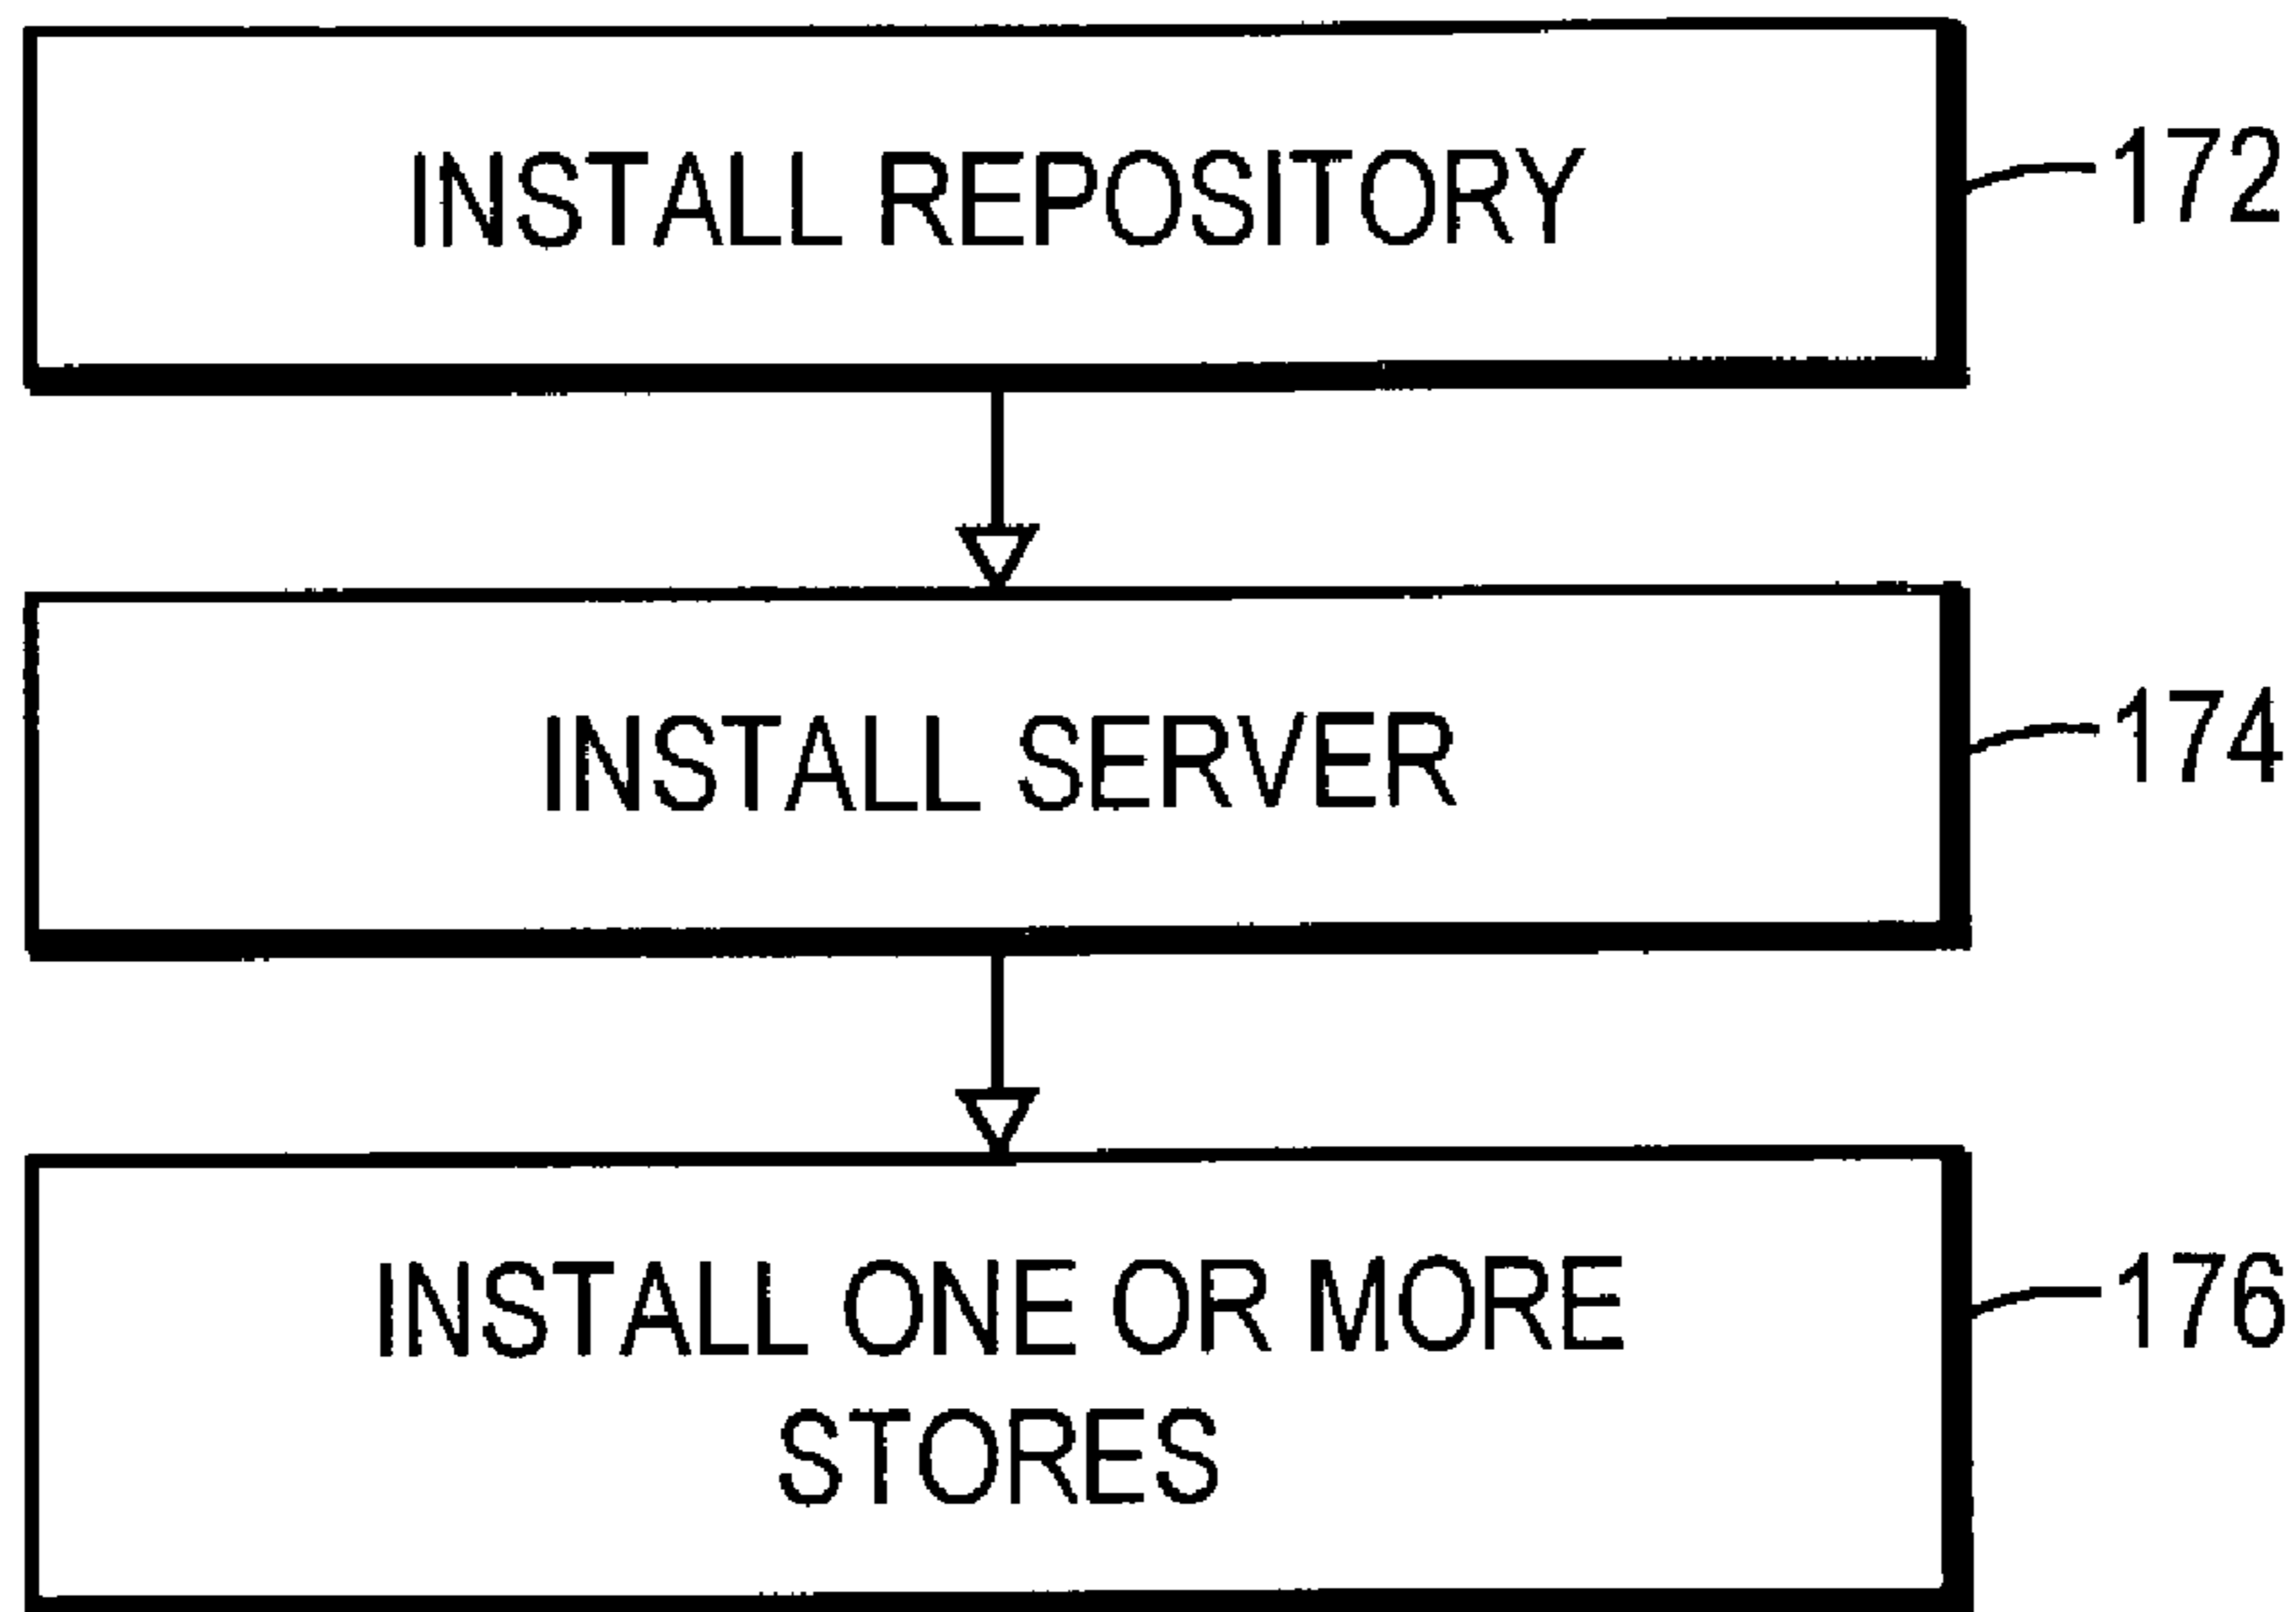 INSTALL REPOSITORY
172
INSTALL SERVER
174
INSTALL ONE OR MORE
STORES
176